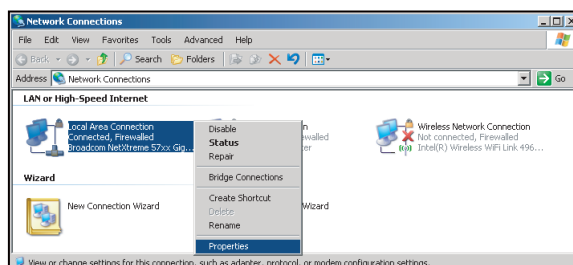 Network Connections
File Edit View Favorites Tools Advanced Help
Back Search Folders
Address Network Connections Go
LAN or High-Speed Internet
Local Area Connection
Connected, Firewalled
Broadcom NetXtreme 57xx Gig...
Disable
Status
Repair
Bridge Connections
Create Shortcut
Delete
Rename
Properties
Wireless Network Connection
Not connected, Firewalled
Intel(R) Wireless WiFi Link 496...
Wizard
New Connection Wizard
Wizard
View or change settings for this connection, such as adapter, protocol, or modem configuration settings.